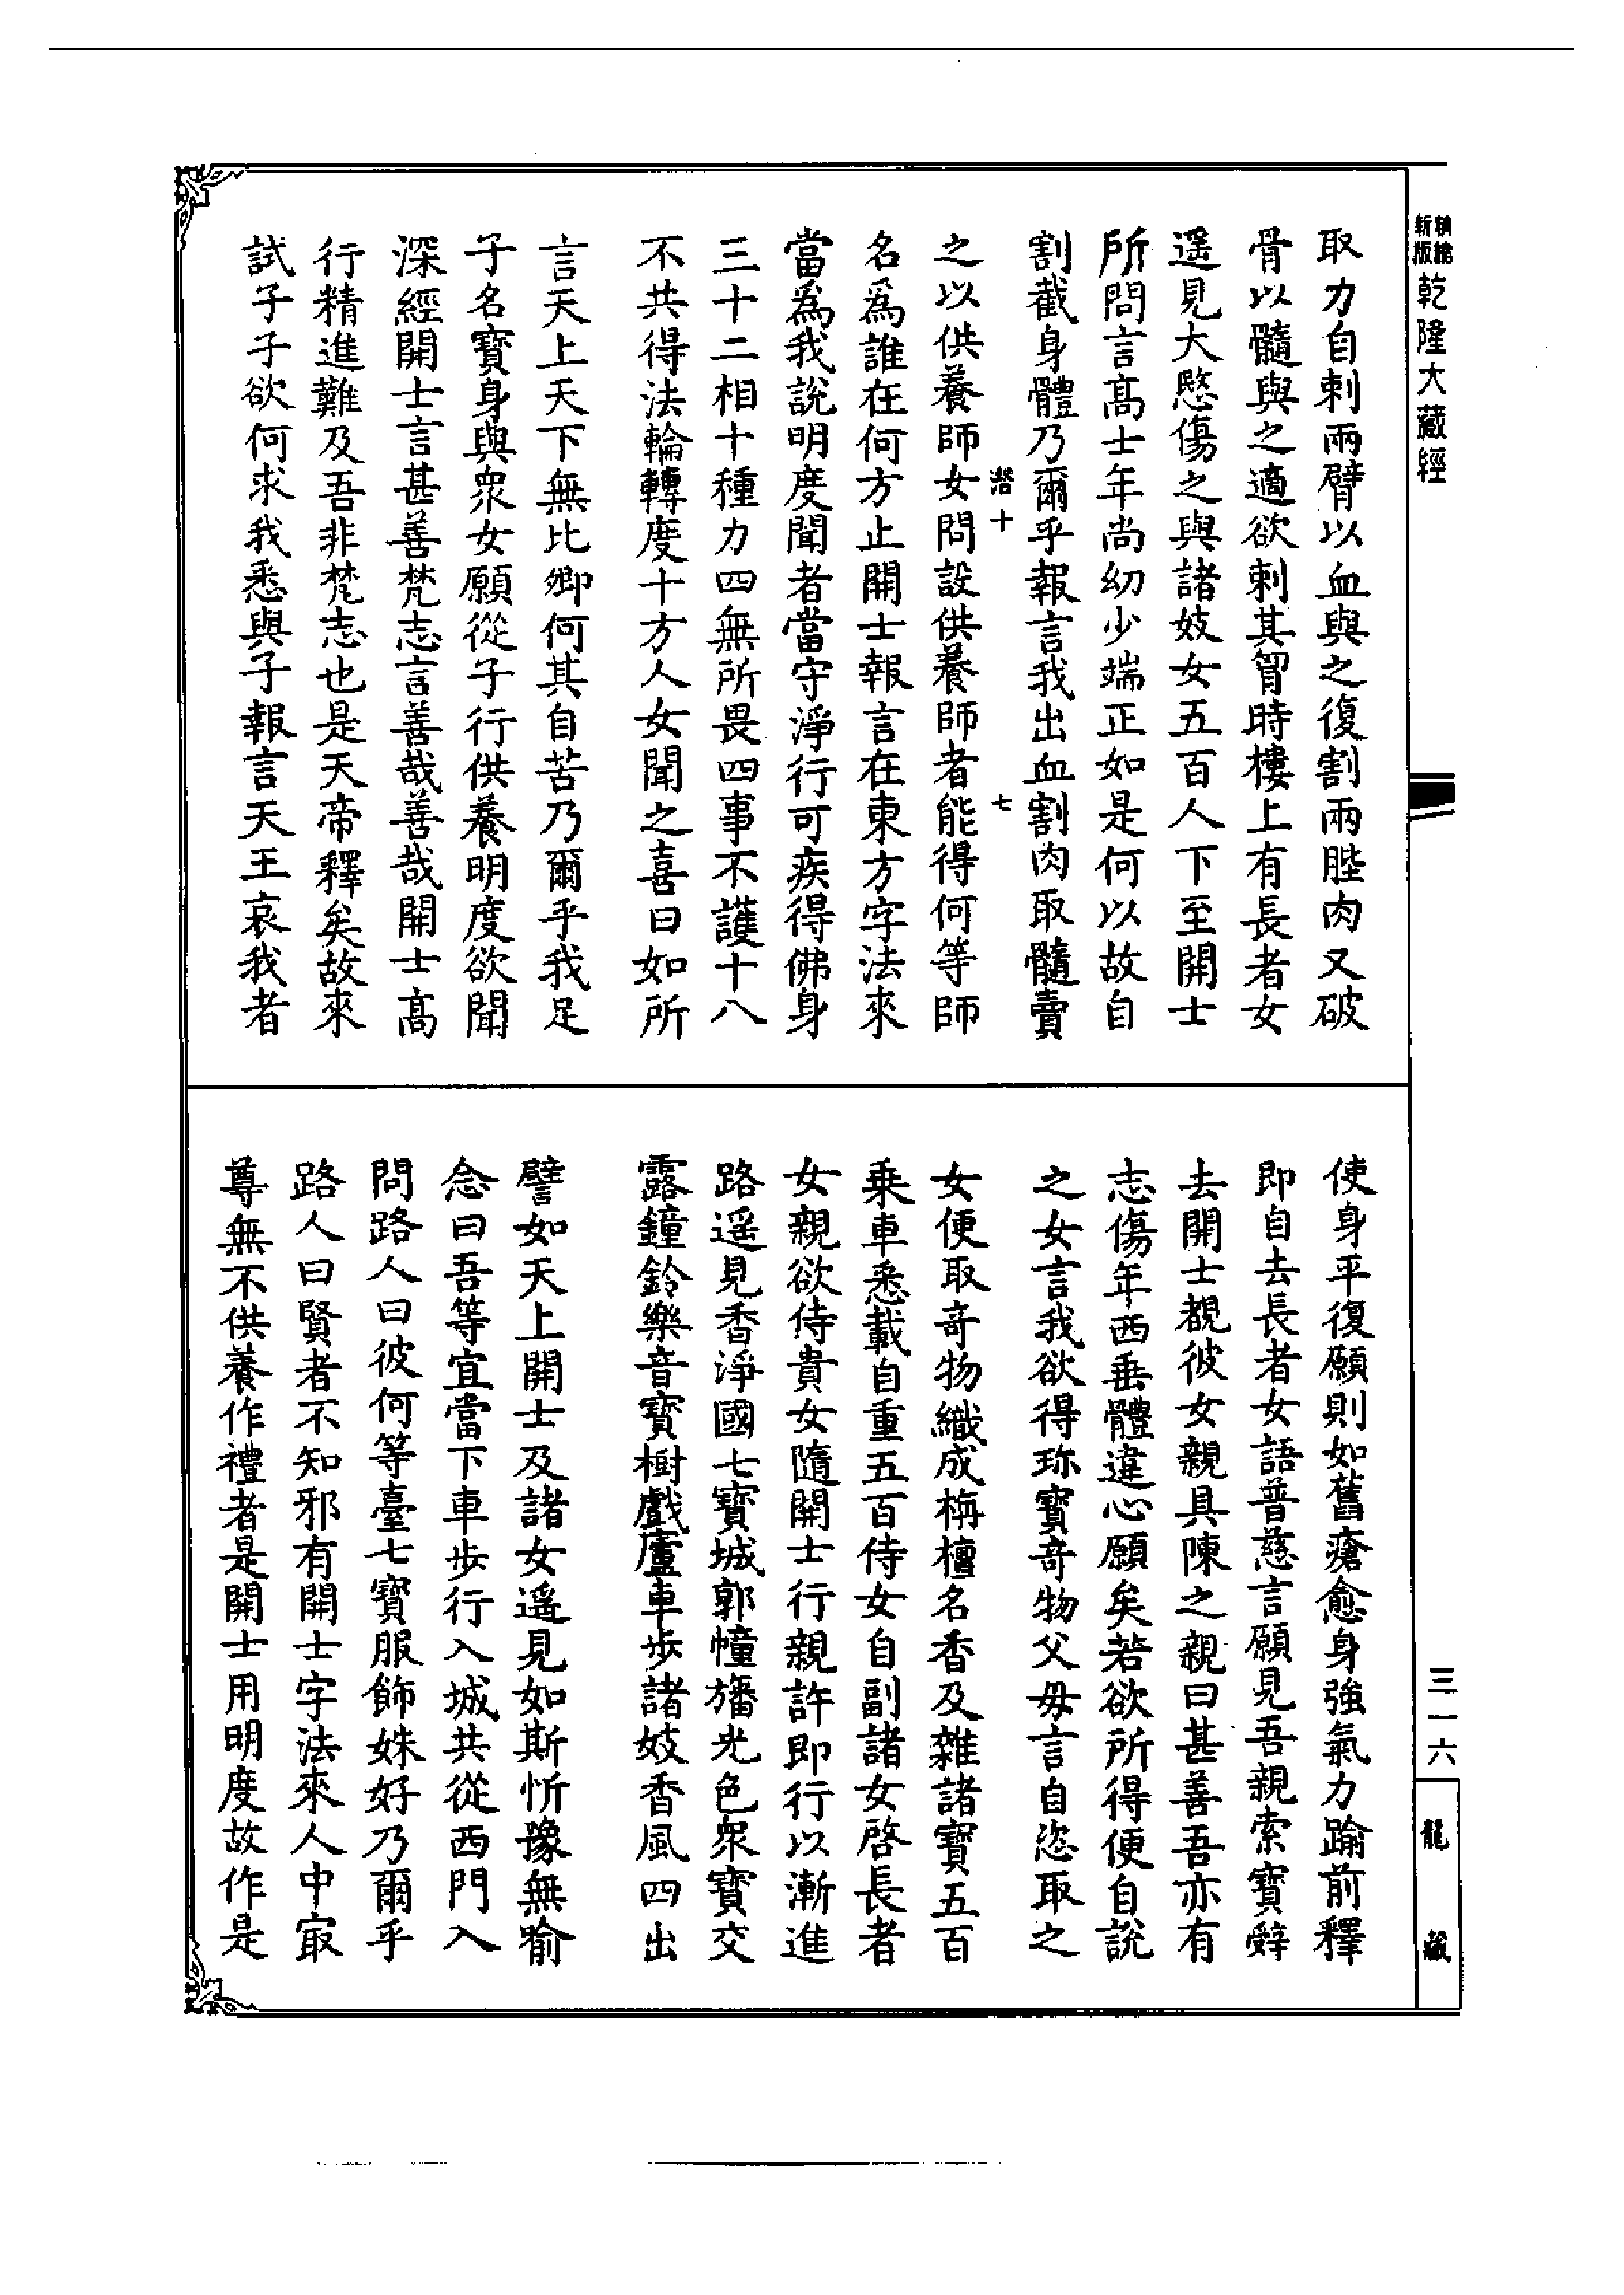 精繪新版乾隆大藏經
取力自刺兩臂以血與之復割兩䏶肉又破
骨以髓與之適欲刺其胷時樓上有長者女
遥見大愍傷之與諸妓女五百人下至開士
所問言高士年尚幼少端正如是何以故自
割截身體乃爾乎報言我出血割肉取髓賣
潜十 七
之以供養師女問設供養師者能得何等師
名爲誰在何方止開士報言在東方字法來
當爲我說明度聞者當守淨行可疾得佛身
三十二相十種力四無所畏四事不護十八
不共得法輪轉度十方人女聞之喜曰如所
言天上天下無比卿何其自苦乃爾乎我足
子名寶身與衆女願從子行供養明度欲聞
深經開士言甚善梵志言善哉善哉開士高
行精進難及吾非梵志也是天帝釋矣故來
試子子欲何求我悉與子報言天王哀我者
使身平復願則如舊瘡愈身強氣力踰前釋
即自去長者女語普慈言願見吾親索寶辤
去開士覩彼女親具陳之親曰甚善吾亦有
志傷年西垂體違心願矣若欲所得便自說
之女言我欲得珎寶竒物父毋言自恣取之
女便取竒物織成栴檀名香及雜諸寶五百
乗車悉載自重五百侍女自副諸女啓長者
女親欲侍貴女隨開士行親許即行以漸進
路遥見香淨國七寶城郭幢旛光色衆寶交
露鐘鈴樂音寶樹戲廬車步諸妓香風四出
譬如天上開士及諸女遥見如斯忻豫無喻
念曰吾等宜當下車步行入城共從西門入
問路人曰彼何等臺七寶服飾姝好乃爾乎
路人曰賢者不知邪有開士字法來人中㝡
尊無不供養作禮者是開士用明度故作是
三一六
龍藏